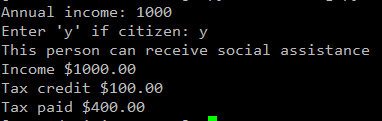 Annual income: 1000
Enter 'y' if citizen: y
This person can receive social assistance
Income $1000.00
Tax credit $100.00
Tax paid $400.00